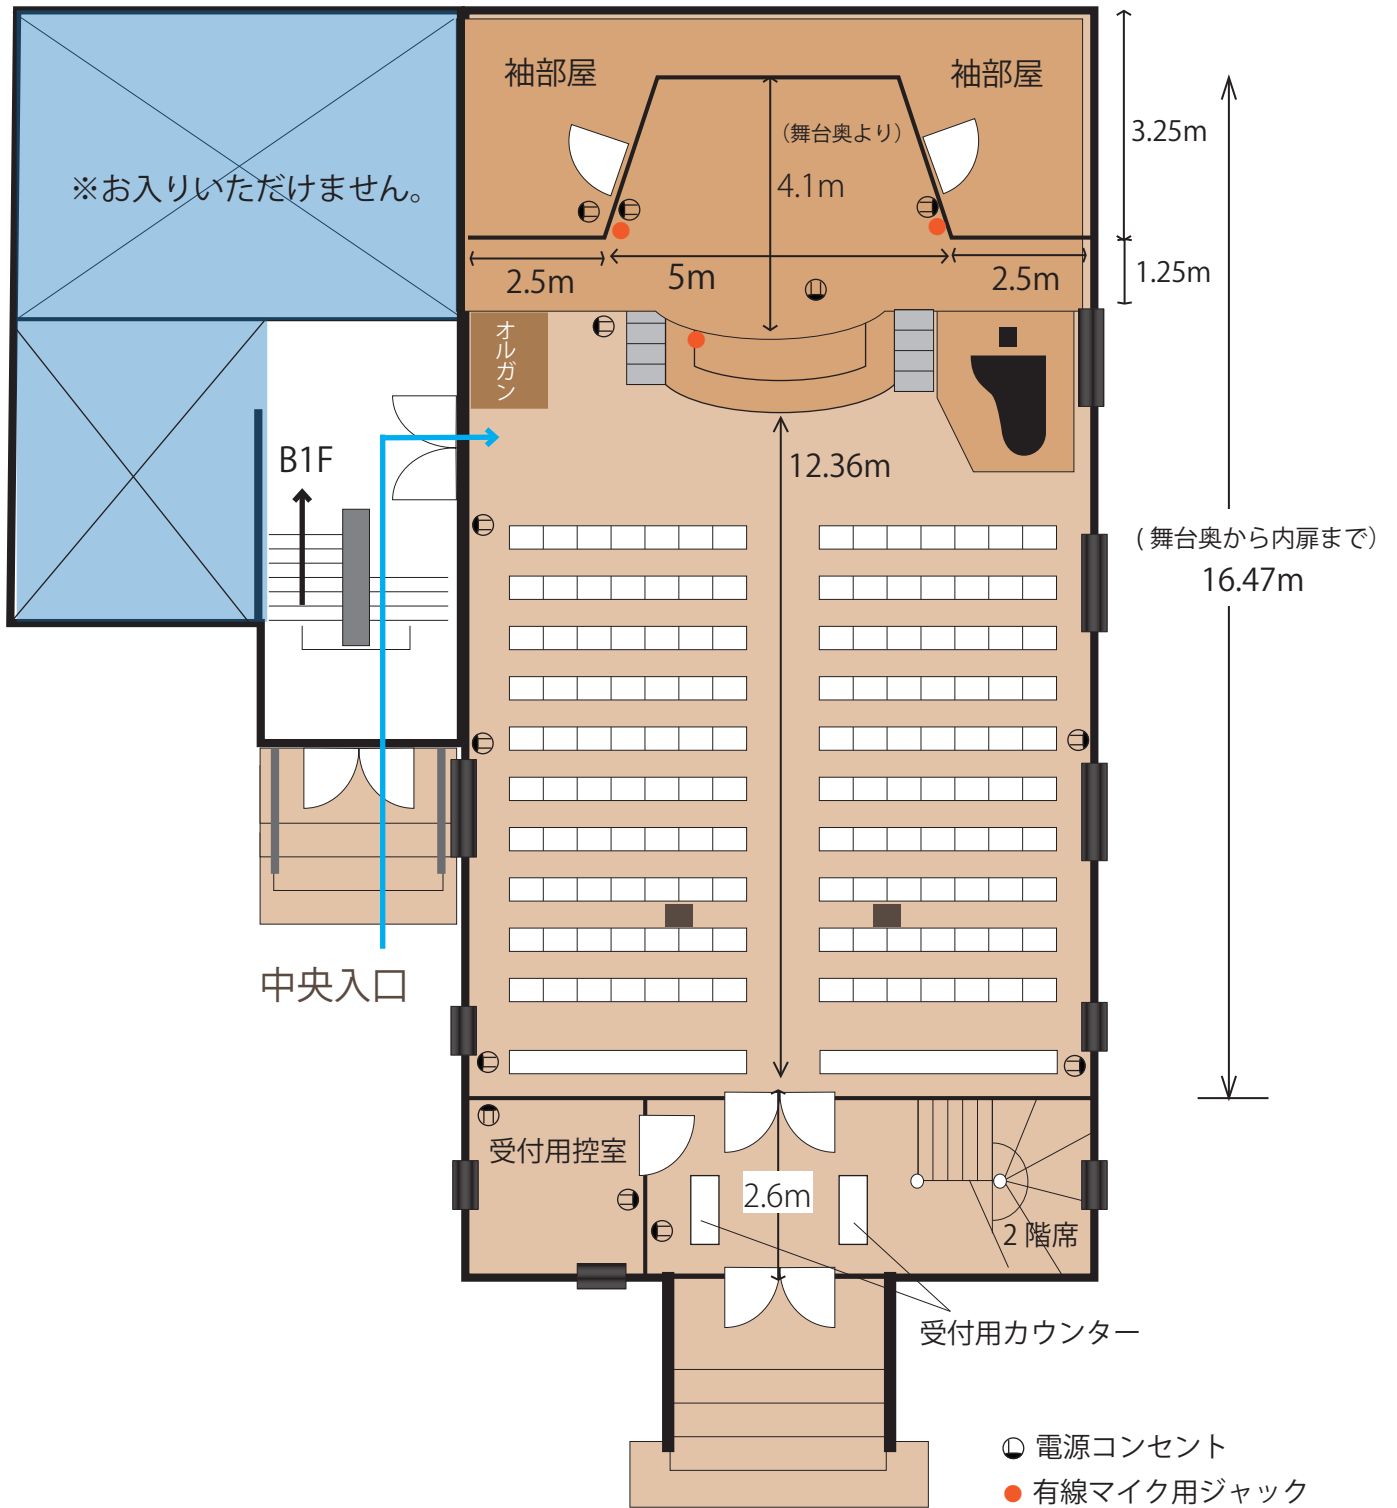 袖部屋
袖部屋
(舞台奥より)
4.1m
3.25m
※お入りいただけません。
2.5m
5m
2.5m
1.25m
オルガン
B1F
12.36m
(舞台奥から内扉まで)
16.47m
中央入口
受付用控室
2.6m
2階席
受付用カウンター
電源コンセント
有線マイク用ジャック